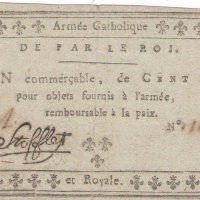 Armée Catholique
DE PAR LE ROI.
N commerçable, de CENT
pour objets fournis à l'armée,
remboursable à la paix.
Stofflet
N°
et Royale.